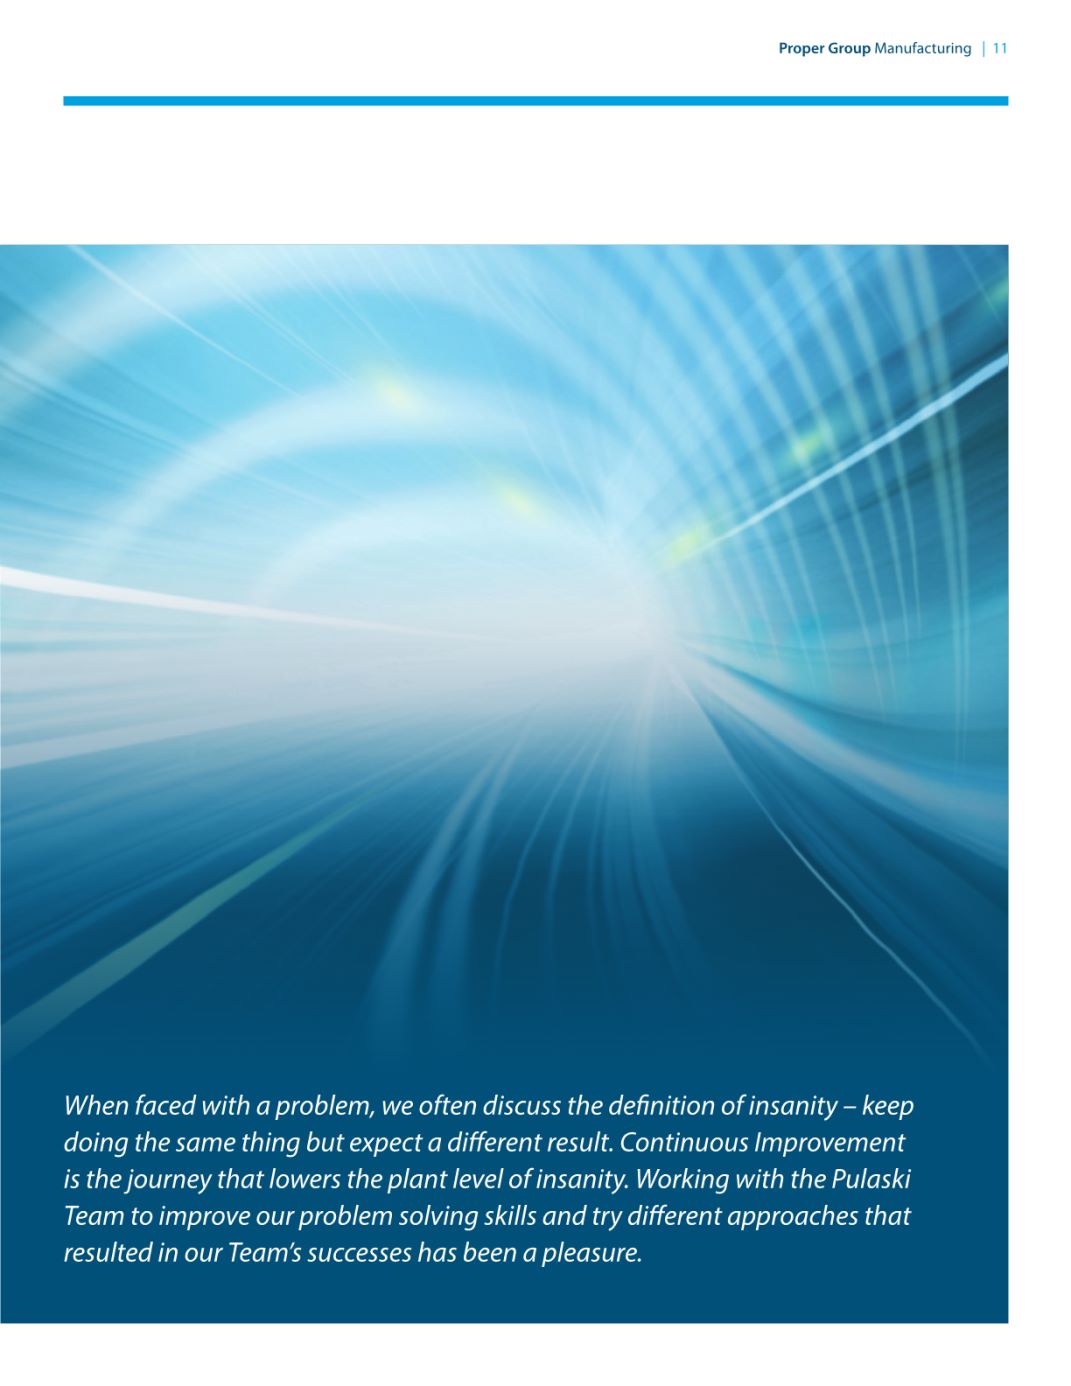 Proper Group Manufacturing | 11
When faced with a problem, we often discuss the definition of insanity – keep
doing the same thing but expect a different result. Continuous Improvement
is the journey that lowers the plant level of insanity. Working with the Pulaski
Team to improve our problem solving skills and try different approaches that
resulted in our Team’s successes has been a pleasure.